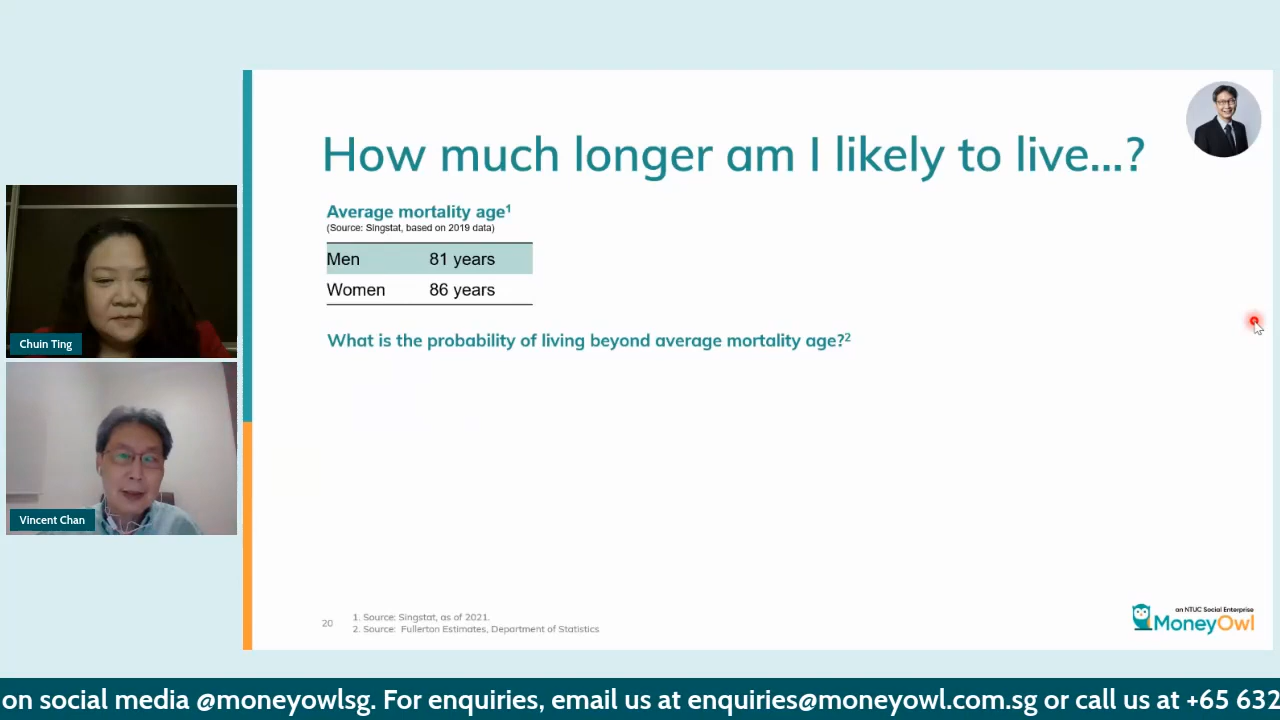 How much longer am I likely to live...?
Average mortality age¹
(Source: Singstat, based on 2019 data)
Men 81 years
Women 86 years
What is the probability of living beyond average mortality age?²
Chuin Ting
Vincent Chan
20
1. Source: Singstat, as of 2021.
2. Source: Fullerton Estimates, Department of Statistics
an NTUC Social Enterprise
MoneyOwl
on social media @moneyowlsg. For enquiries, email us at enquiries@moneyowl.com.sg or call us at +65 632